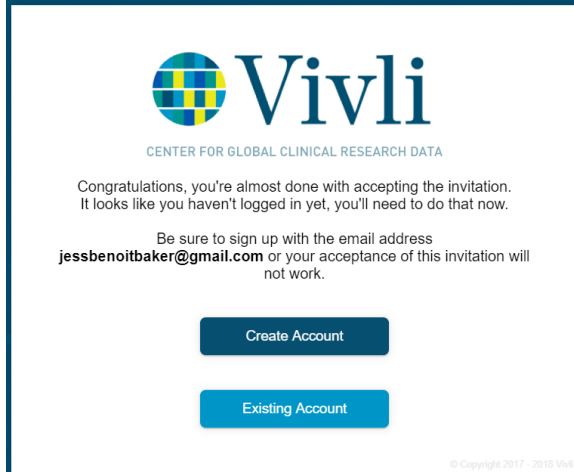 Vivli
CENTER FOR GLOBAL CLINICAL RESEARCH DATA
Congratulations, you're almost done with accepting the invitation.
It looks like you haven't logged in yet, you'll need to do that now.
Be sure to sign up with the email address
jessbenoitbaker@gmail.com or your acceptance of this invitation will
not work.
Create Account
Existing Account
© Copyright 2017 - 2018 Vivli